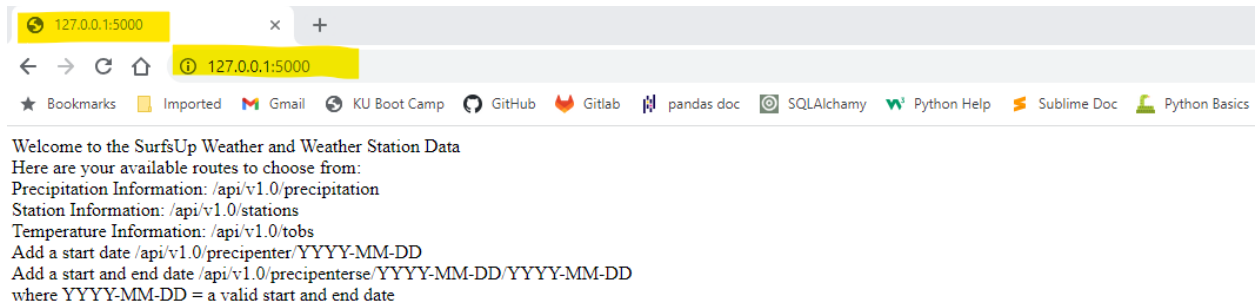 127.0.0.1:5000
127.0.0.1:5000
Bookmarks Imported Gmail KU Boot Camp GitHub Gitlab pandas doc SQLAlchamy Python Help Sublime Doc Python Basics
Welcome to the SurfsUp Weather and Weather Station Data
Here are your available routes to choose from:
Precipitation Information: /api/v1.0/precipitation
Station Information: /api/v1.0/stations
Temperature Information: /api/v1.0/tobs
Add a start date /api/v1.0/precipenter/YYYY-MM-DD
Add a start and end date /api/v1.0/precipenterse/YYYY-MM-DD/YYYY-MM-DD
where YYYY-MM-DD = a valid start and end date